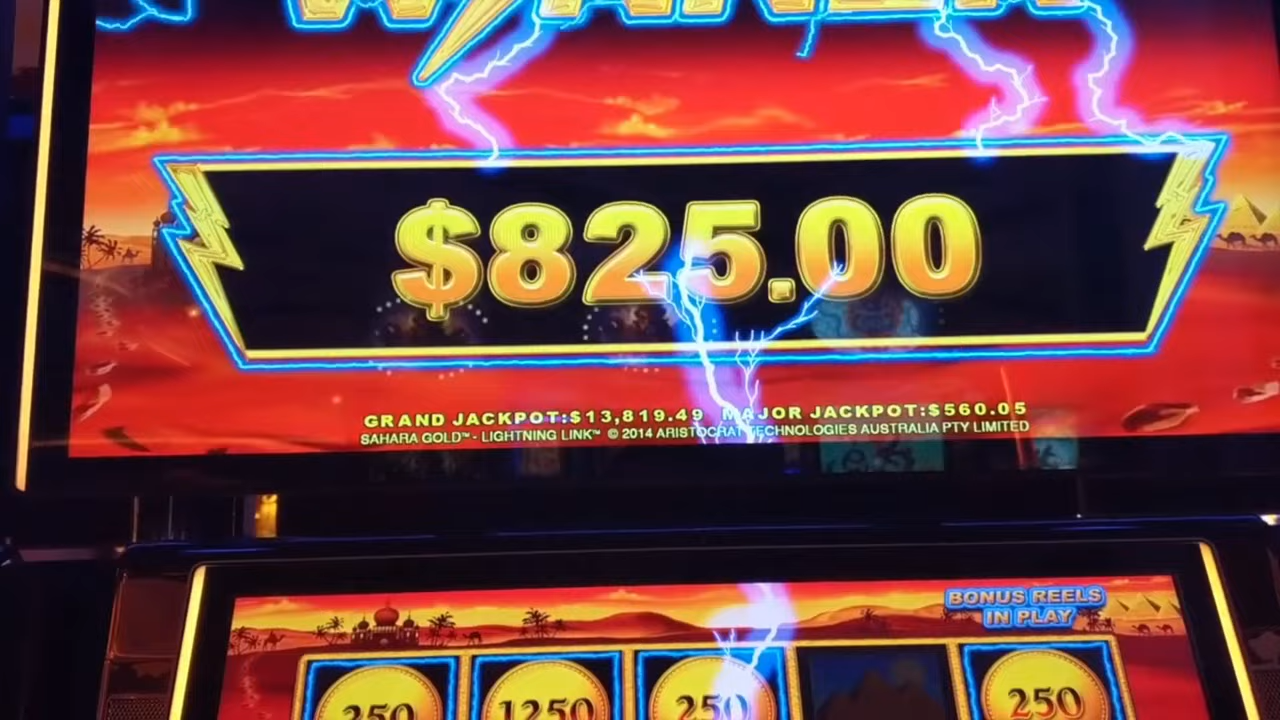 $825.00
GRAND JACKPOT:$13,819.49 MAJOR JACKPOT:$560.05
SAHARA GOLD™ - LIGHTNING LINK™ © 2014 ARISTOCRAT TECHNOLOGIES AUSTRALIA PTY LIMITED
BONUS REELS
IN PLAY
250 1250 250 250